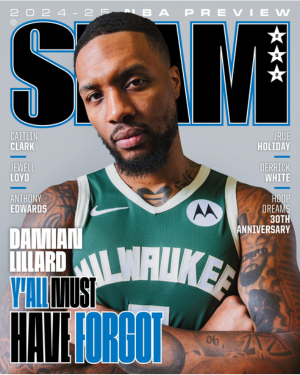 2024-25 NBA PREVIEW
SLAM
CAITLIN
CLARK
JEWELL
LOYD
ANTHONY
EDWARDS
JRUE
HOLIDAY
DERRICK
WHITE
HOOP
DREAMS
30TH
ANNIVERSARY
MILWAUKEE
DAMIAN
LILLARD
Y'ALL MUST
HAVE FORGOT